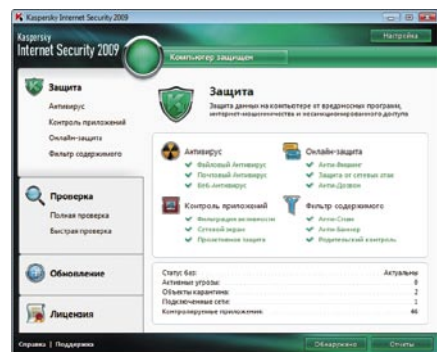 Kaspersky Internet Security 2009
Kaspersky
Internet Security 2009
Настройка
Компьютер защищен
Защита
Антивирус
Контроль приложений
Онлайн-защита
Фильтр содержимого
Проверка
Полная проверка
Быстрая проверка
Обновление
Лицензия
Защита
Защита данных на компьютере от вредоносных программ,
интернет-мошенничества и несанкционированного доступа
Антивирус
Файловый Антивирус
Почтовый Антивирус
Веб-Антивирус
Онлайн-защита
Анти-Фишинг
Защита от сетевых атак
Анти-Дозвон
Контроль приложений
Фильтрация активности
Сетевой экран
Проактивная защита
Фильтр содержимого
Анти-Спам
Анти-Баннер
Родительский контроль
Статус баз: Актуальны
Активные угрозы: 0
Объекты карантина: 2
Подключенные сети: 1
Контролируемые приложения: 46
Справка | Поддержка
Обнаружено
Отчеты